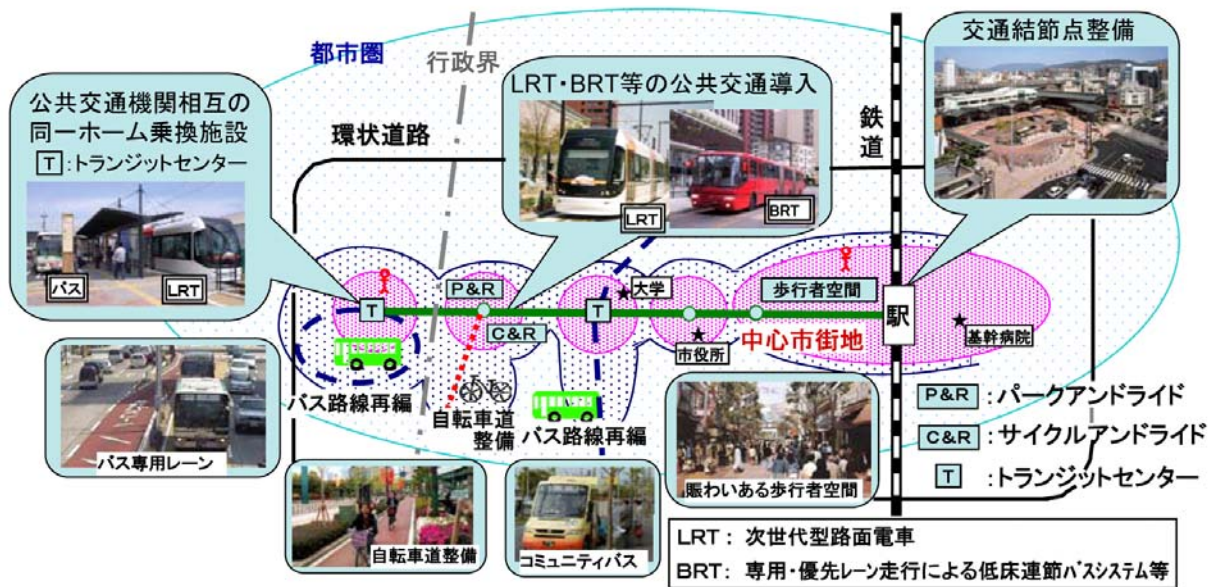 都市圏
行政界
環状道路
鉄道
公共交通機関相互の
同一ホーム乗換施設
T:トランジットセンター
バス
LRT
LRT・BRT等の公共交通導入
LRT
BRT
交通結節点整備
P&R
C&R
T
T
大学
市役所
歩行者空間
駅
中心市街地
基幹病院
バス路線再編
自転車道
整備
バス路線再編
バス専用レーン
自転車道整備
コミュニティバス
賑わいある歩行者空間
P&R:パークアンドライド
C&R:サイクルアンドライド
T:トランジットセンター
LRT: 次世代型路面電車
BRT: 専用・優先レーン走行による低床連節バスシステム等